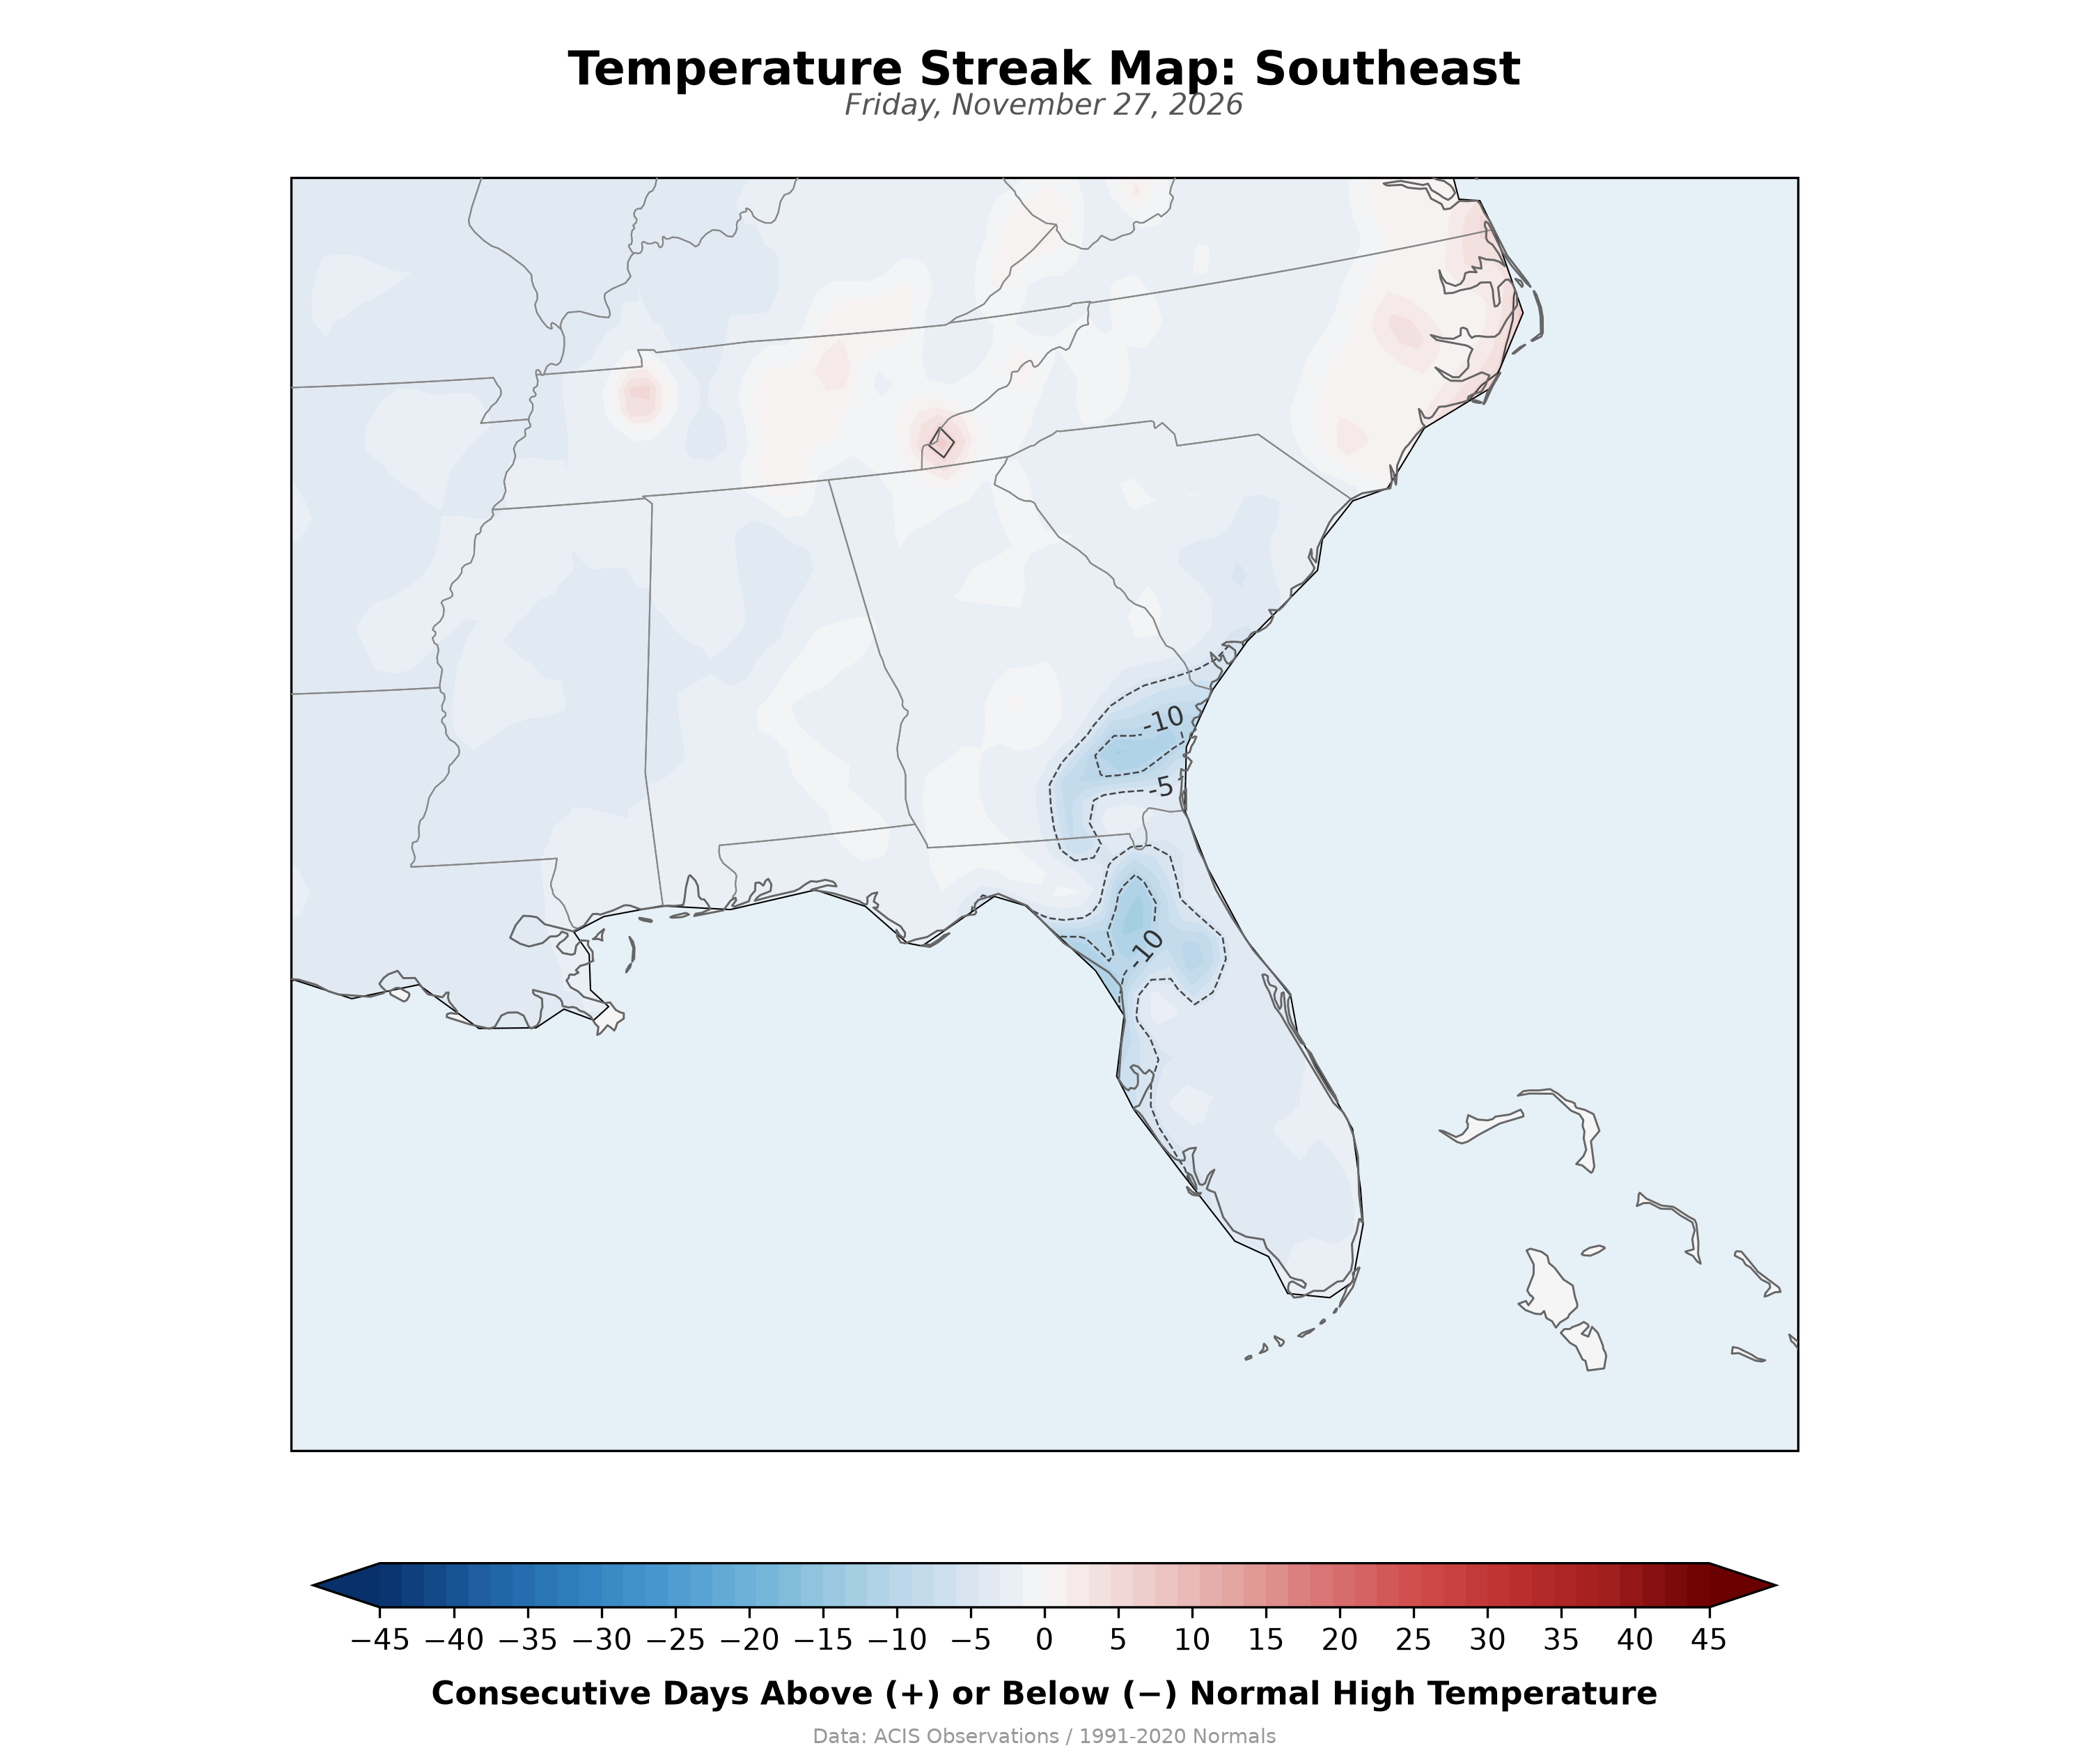 Temperature Streak Map: Southeast
Friday, November 27, 2026
-10
-5
-10
−45 −40 −35 −30 −25 −20 −15 −10 −5 0 5 10 15 20 25 30 35 40 45
Consecutive Days Above (+) or Below (−) Normal High Temperature
Data: ACIS Observations / 1991-2020 Normals